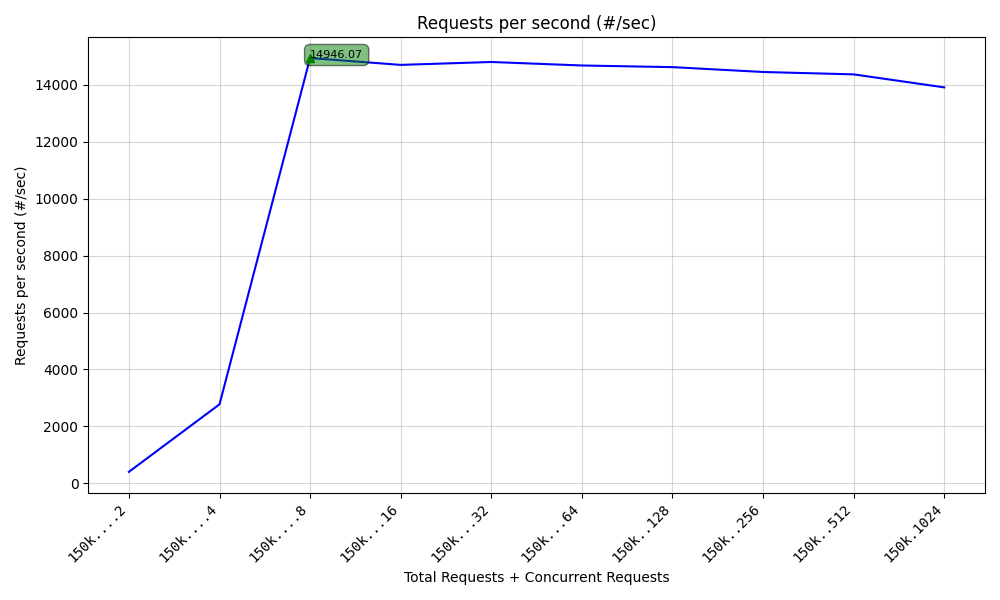 Requests per second (#/sec)
14946.07
14000
12000
10000
8000
6000
4000
2000
0
Requests per second (#/sec)
150k....2
150k....4
150k....8
150k...16
150k...32
150k...64
150k..128
150k..256
150k..512
150k.1024
Total Requests + Concurrent Requests